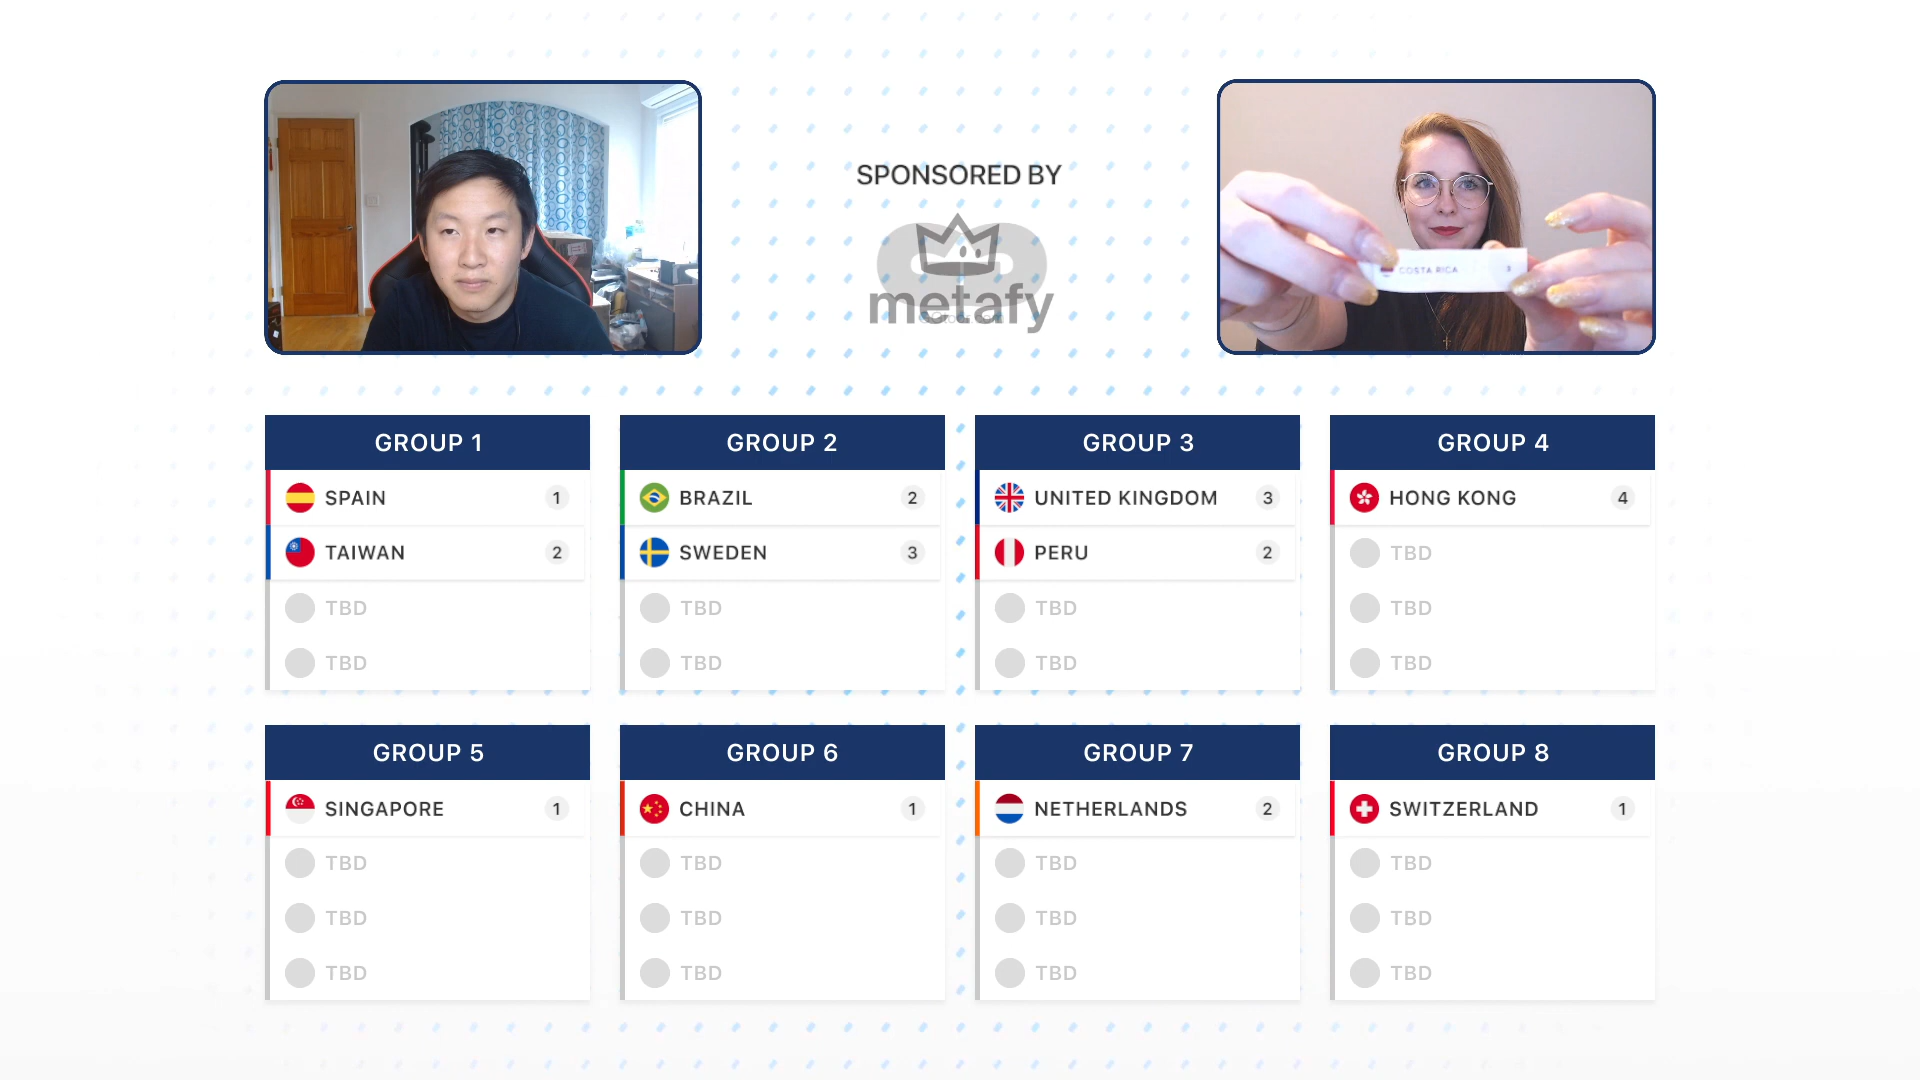 SPONSORED BY
metafy
COSTA RICA 3
GROUP 1
SPAIN 1
TAIWAN 2
TBD
TBD
GROUP 2
BRAZIL 2
SWEDEN 3
TBD
TBD
GROUP 3
UNITED KINGDOM 3
PERU 2
TBD
TBD
GROUP 4
HONG KONG 4
TBD
TBD
TBD
GROUP 5
SINGAPORE 1
TBD
TBD
TBD
GROUP 6
CHINA 1
TBD
TBD
TBD
GROUP 7
NETHERLANDS 2
TBD
TBD
TBD
GROUP 8
SWITZERLAND 1
TBD
TBD
TBD